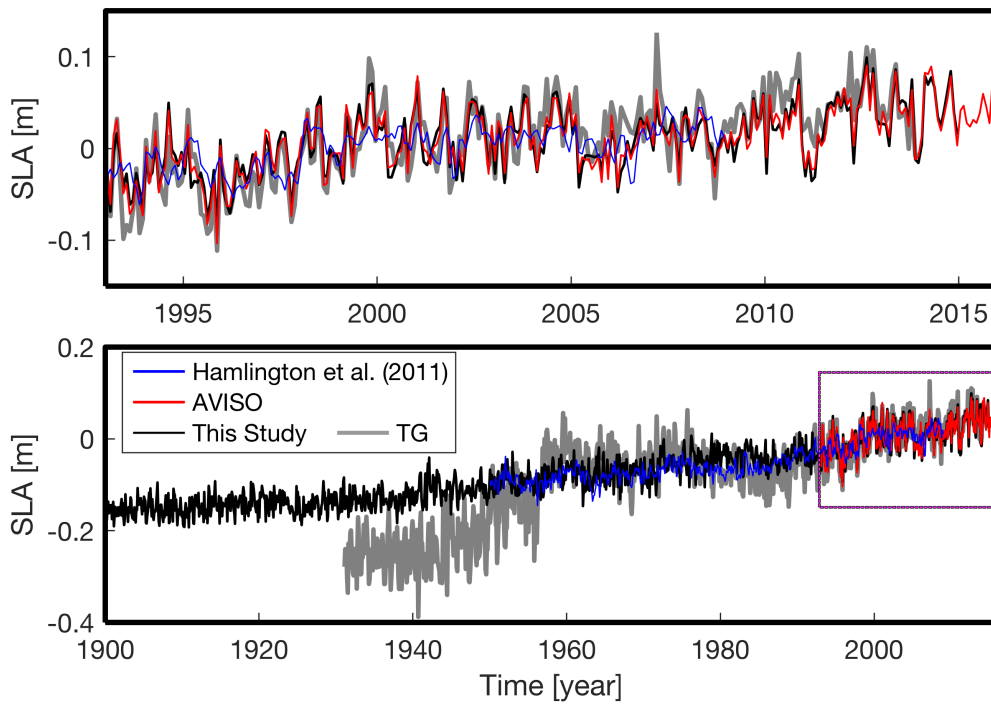 SLA [m]
0.1
0
-0.1
1995 2000 2005 2010 2015
SLA [m]
0.2
0
-0.2
-0.4
Hamlington et al. (2011)
AVISO
This Study TG
1900 1920 1940 1960 1980 2000
Time [year]